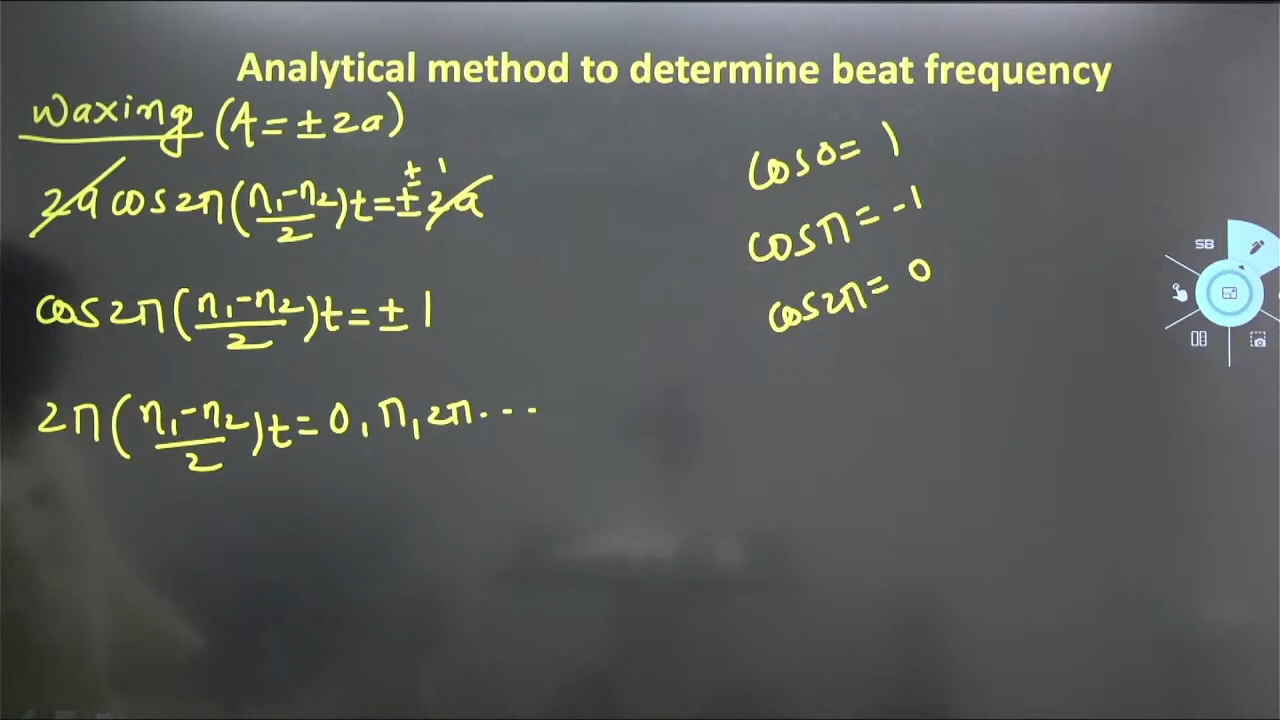 Analytical method to determine beat frequency
Waxing (A = ± 2a)
2a cos 2π(n₁-n₂/2)t = ± 2a
± 1
cos 2π(n₁-n₂/2)t = ± 1
2π(n₁-n₂/2)t = 0, π, 2π...
cos 0 = 1
cos π = -1
cos 2π = 0
SB